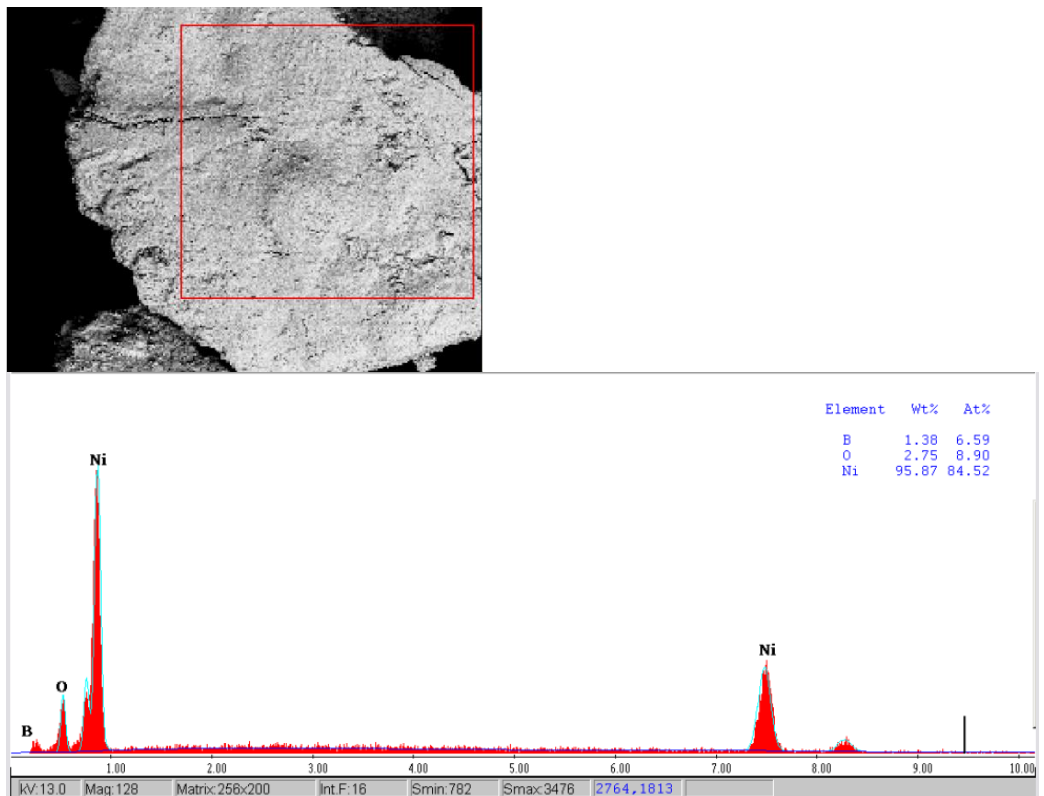 Element Wt% At%
B 1.38 6.59
O 2.75 8.90
Ni 95.87 84.52
Ni
Ni
O
B
1.00 2.00 3.00 4.00 5.00 6.00 7.00 8.00 9.00 10.00
kV:13.0 Mag:128 Matrix:256x200 Int.F:16 Smin:782 Smax:3476 2764,1813